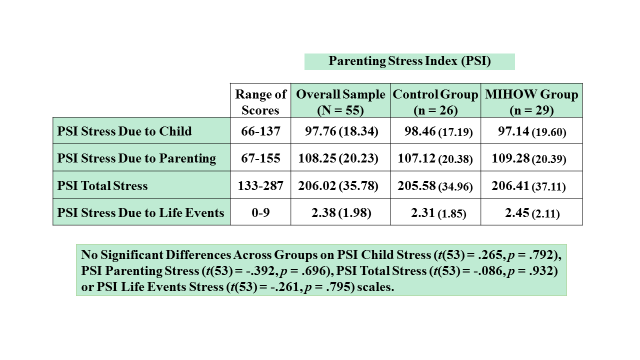 Parenting Stress Index (PSI)
Range of Scores Overall Sample (N = 55) Control Group (n = 26) MIHOW Group (n = 29)
PSI Stress Due to Child 66-137 97.76 (18.34) 98.46 (17.19) 97.14 (19.60)
PSI Stress Due to Parenting 67-155 108.25 (20.23) 107.12 (20.38) 109.28 (20.39)
PSI Total Stress 133-287 206.02 (35.78) 205.58 (34.96) 206.41 (37.11)
PSI Stress Due to Life Events 0-9 2.38 (1.98) 2.31 (1.85) 2.45 (2.11)
No Significant Differences Across Groups on PSI Child Stress (t(53) = .265, p = .792),
PSI Parenting Stress (t(53) = -.392, p = .696), PSI Total Stress (t(53) = -.086, p = .932)
or PSI Life Events Stress (t(53) = -.261, p = .795) scales.